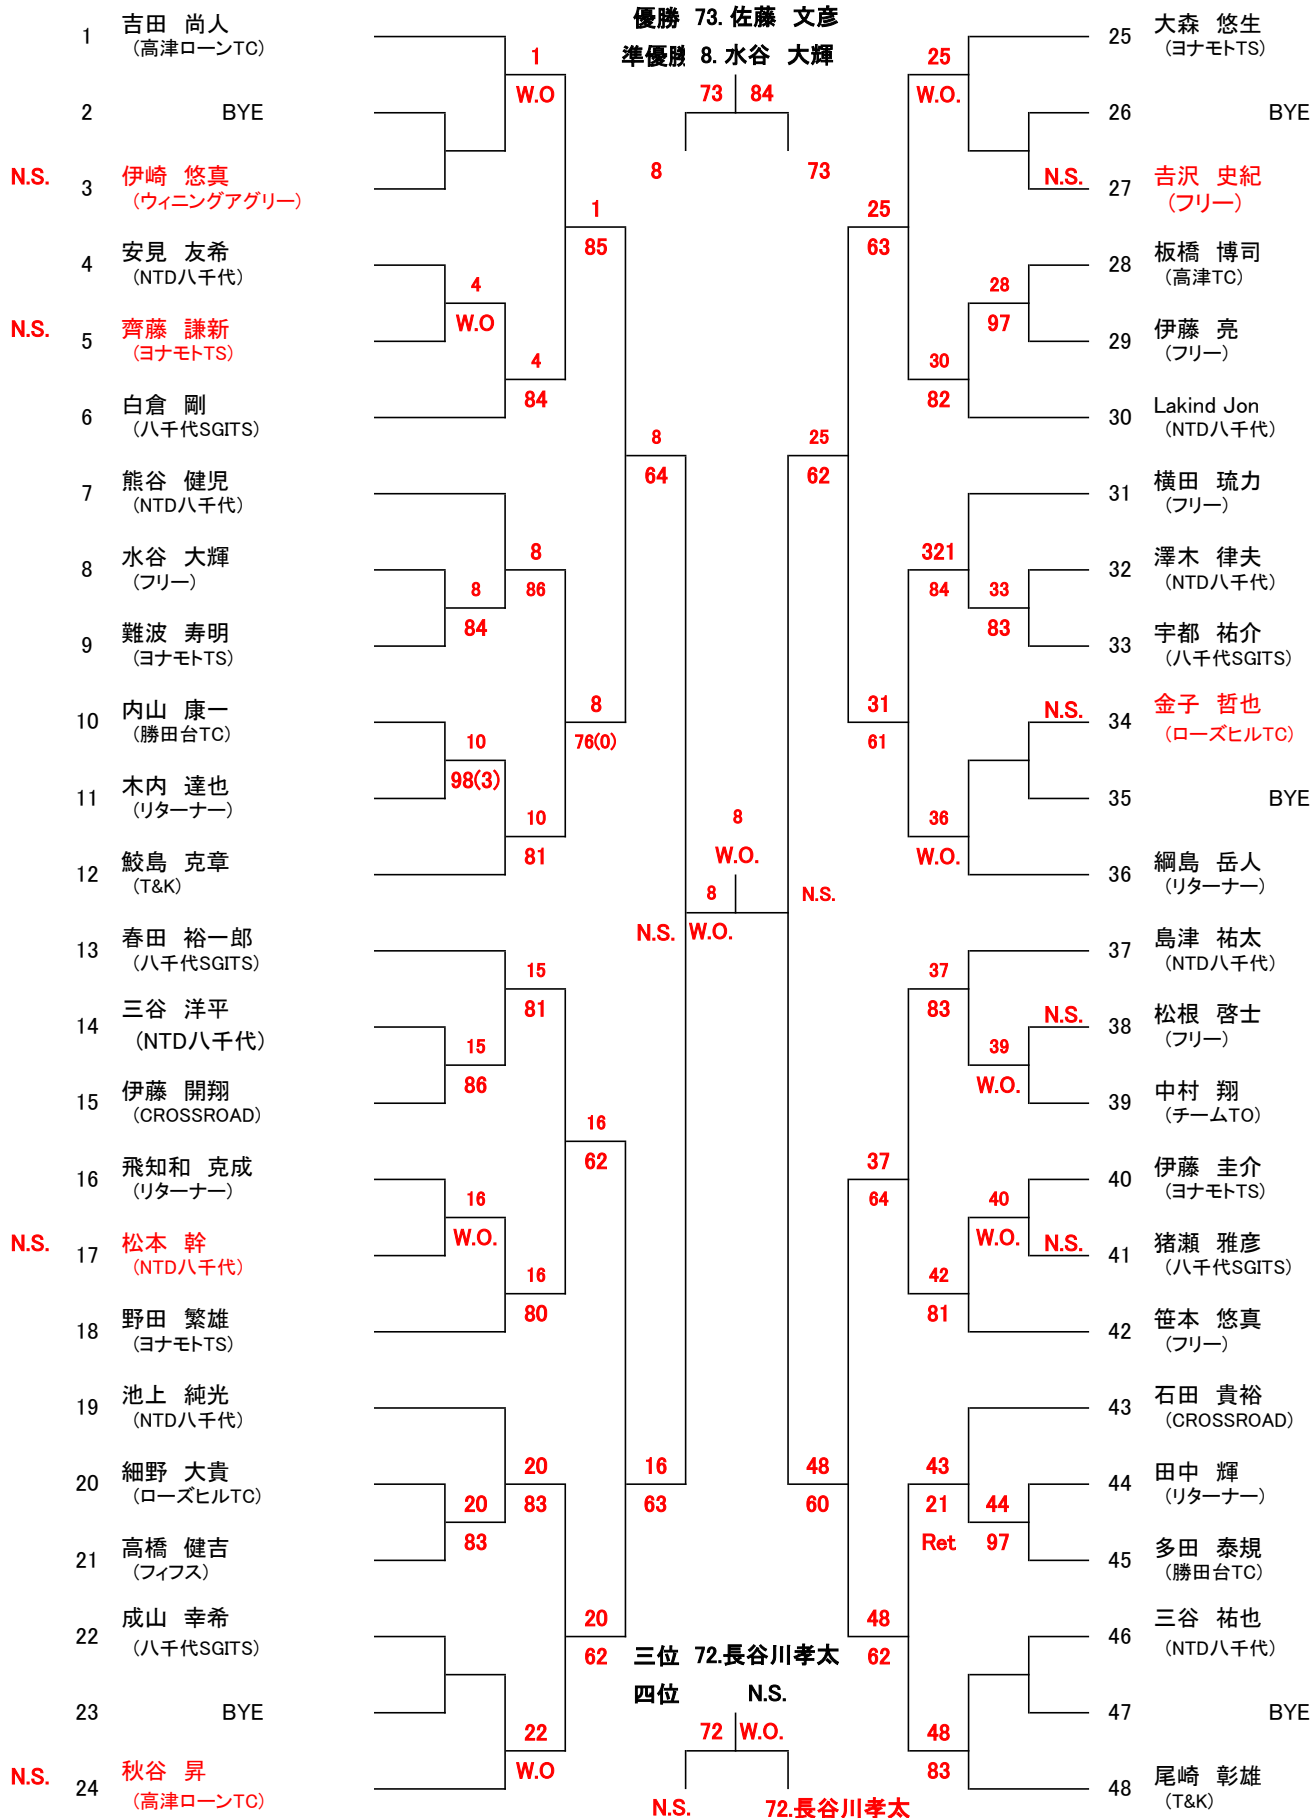 優勝 73. 佐藤 文彦
準優勝 8. 水谷 大輝
73 84
8 73
1 吉田 尚人
(高津ローンTC)
1
W.O
2 BYE
N.S. 3 伊崎 悠真
(ウィニングアグリー)
1
85
4 安見 友希
(NTD八千代)
4
W.O
N.S. 5 齊藤 謙新
(ヨナモトTS)
4
84
6 白倉 剛
(八千代SGITS)
8
64
7 熊谷 健児
(NTD八千代)
8
86
8 水谷 大輝
(フリー)
8
84
9 難波 寿明
(ヨナモトTS)
8
76(0)
10 内山 康一
(勝田台TC)
10
98(3)
11 木内 達也
(リターナー)
10
81
12 鮫島 克章
(T&K)
8
W.O.
8 N.S.
N.S. W.O.
13 春田 裕一郎
(八千代SGITS)
15
81
14 三谷 洋平
(NTD八千代)
15
86
15 伊藤 開翔
(CROSSROAD)
16
62
16 飛知和 克成
(リターナー)
16
W.O.
N.S. 17 松本 幹
(NTD八千代)
16
80
18 野田 繁雄
(ヨナモトTS)
19 池上 純光
(NTD八千代)
20
83
16
63
20 細野 大貴
(ローズヒルTC)
20
83
21 高橋 健吉
(フィフス)
20
62
22 成山 幸希
(八千代SGITS)
23 BYE
22
W.O
N.S. 24 秋谷 昇
(高津ローンTC)
25 大森 悠生
(ヨナモトTS)
25
W.O.
26 BYE
N.S. 27 吉沢 史紀
(フリー)
25
63
28 板橋 博司
(高津TC)
28
97
29 伊藤 亮
(フリー)
30
82
30 Lakind Jon
(NTD八千代)
25
62
31 横田 琉力
(フリー)
321
84
32 澤木 律夫
(NTD八千代)
33
83
33 宇都 祐介
(八千代SGITS)
31
61
N.S. 34 金子 哲也
(ローズヒルTC)
35 BYE
36
W.O.
36 綱島 岳人
(リターナー)
37 島津 祐太
(NTD八千代)
37
83
N.S. 38 松根 啓士
(フリー)
39
W.O.
39 中村 翔
(チームTO)
37
64
40 伊藤 圭介
(ヨナモトTS)
40
W.O.
N.S. 41 猪瀬 雅彦
(八千代SGITS)
42
81
42 笹本 悠真
(フリー)
43 石田 貴裕
(CROSSROAD)
48
60
43
21
Ret
44 田中 輝
(リターナー)
44
97
45 多田 泰規
(勝田台TC)
48
62
46 三谷 祐也
(NTD八千代)
47 BYE
48
83
48 尾崎 彰雄
(T&K)
三位 72.長谷川孝太
四位 N.S.
72 W.O.
N.S. 72.長谷川孝太